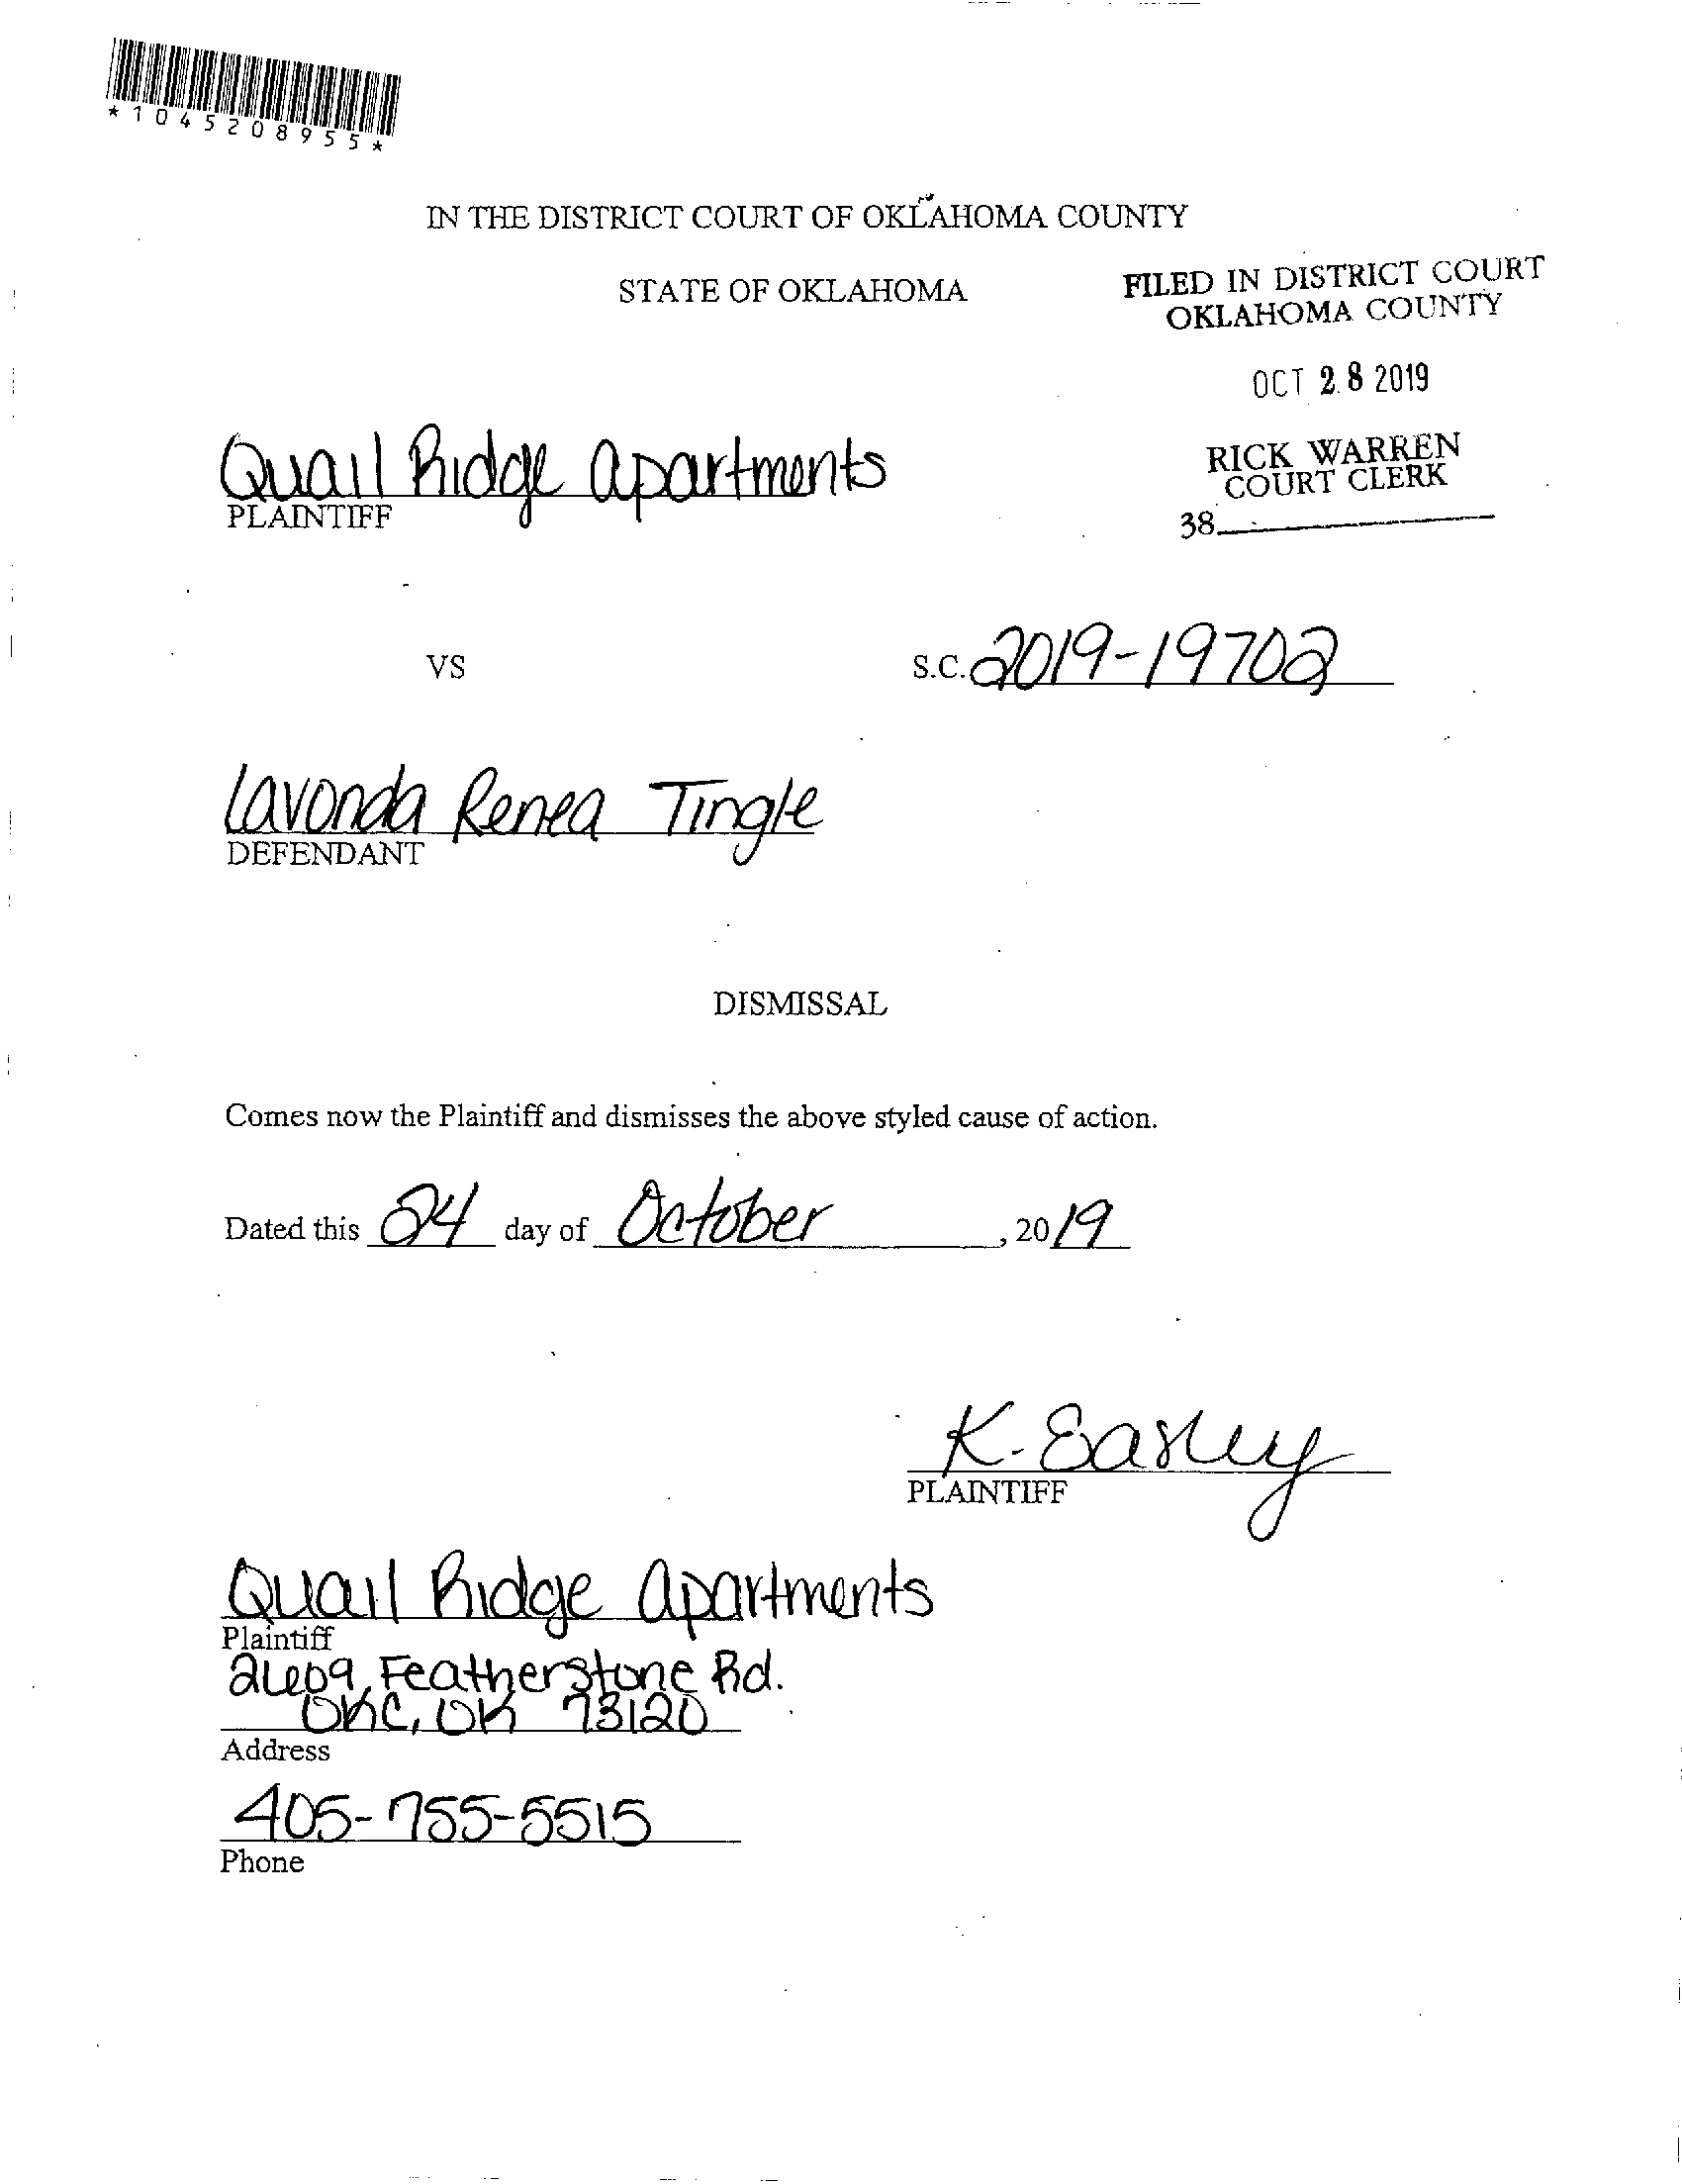 *1045208955*
IN THE DISTRICT COURT OF OKLAHOMA COUNTY
STATE OF OKLAHOMA
FILED IN DISTRICT COURT
OKLAHOMA COUNTY
OCT 28 2019
RICK WARREN
COURT CLERK
38
Quail Ridge Apartments
PLAINTIFF
VS
S.C. 2019-19702
Lavonda Renea Tingle
DEFENDANT
DISMISSAL
Comes now the Plaintiff and dismisses the above styled cause of action.
Dated this 24 day of October, 2019
K. Easley
PLAINTIFF
Quail Ridge Apartments
Plaintiff
2609 Featherstone Rd.
OKC, OK 73120
Address
405-755-5515
Phone